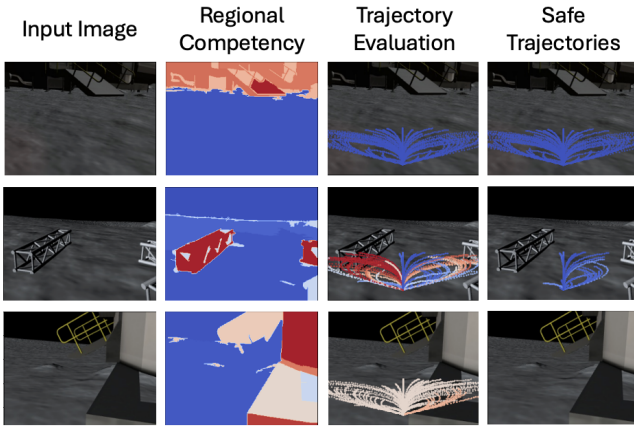 Input Image
Regional
Competency
Trajectory
Evaluation
Safe
Trajectories